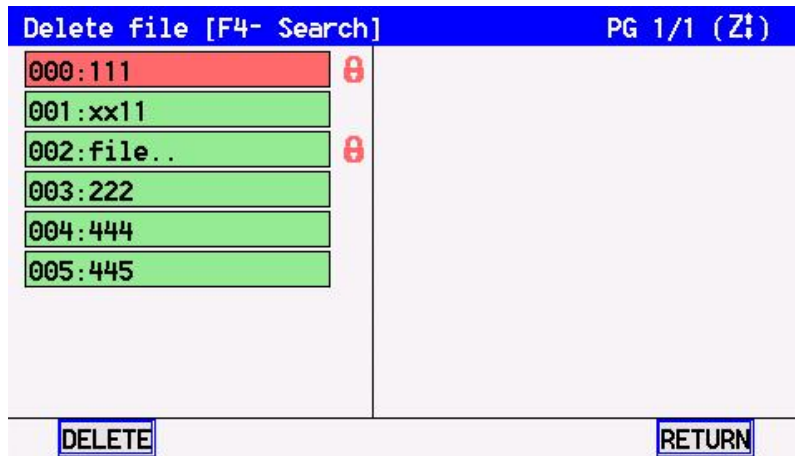 Delete file [F4- Search] PG 1/1 (Z↕)
000:111
001:xx11
002:file..
003:222
004:444
005:445
DELETE RETURN